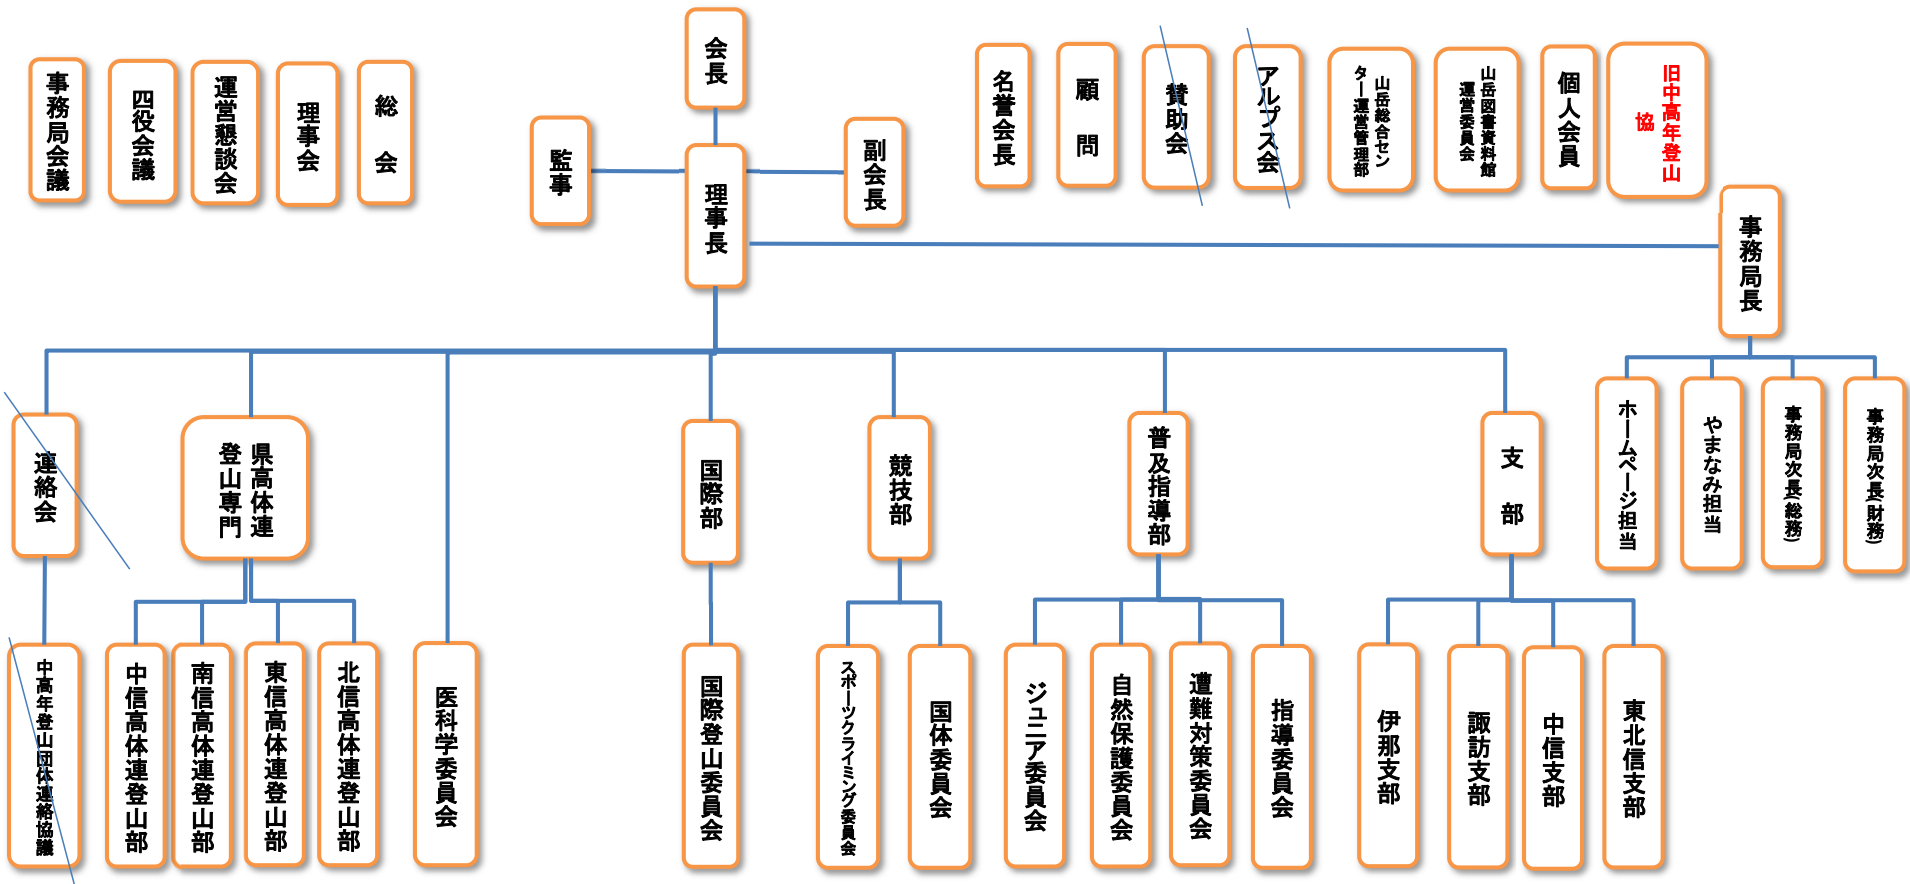 会長
事務局会議
四役会議
運営懇談会
理事会
総会
監事
理事長
副会長
名誉会長
顧問
賛助会
アルプス会
山岳総合セン
ター運営管理部
山岳図書資料館
運営委員会
個人会員
旧中高年登山
協
事務局長
連絡会
県高体連
登山専門
国際部
競技部
普及指導部
支部
ホームページ担当
やまなみ担当
事務局次長(総務)
事務局次長(財務)
中高年登山団体連絡協議
中信高体連登山部
南信高体連登山部
東信高体連登山部
北信高体連登山部
医科学委員会
国際登山委員会
スポーツクライミング委員会
国体委員会
ジュニア委員会
自然保護委員会
遭難対策委員会
指導委員会
伊那支部
諏訪支部
中信支部
東北信支部